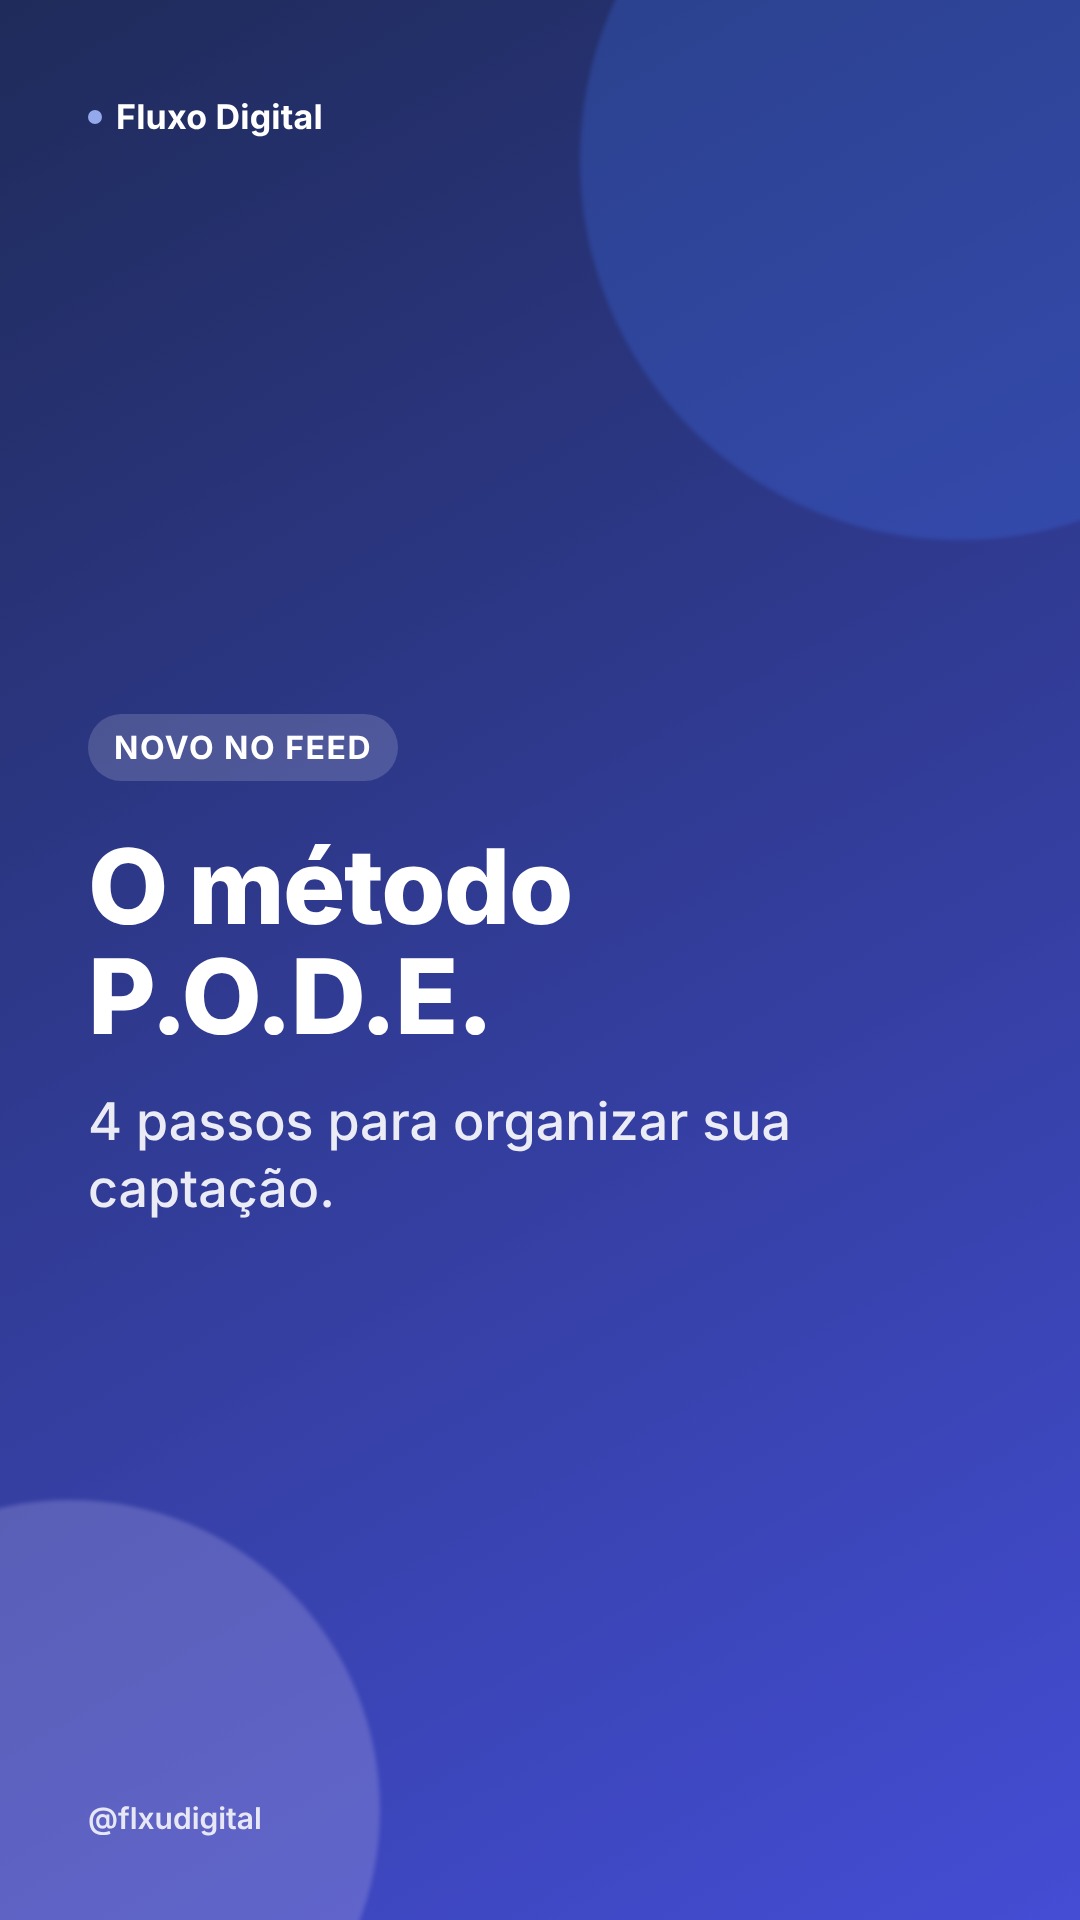 Fluxo Digital
NOVO NO FEED
O método
P.O.D.E.
4 passos para organizar sua
captação.
@flxudigital